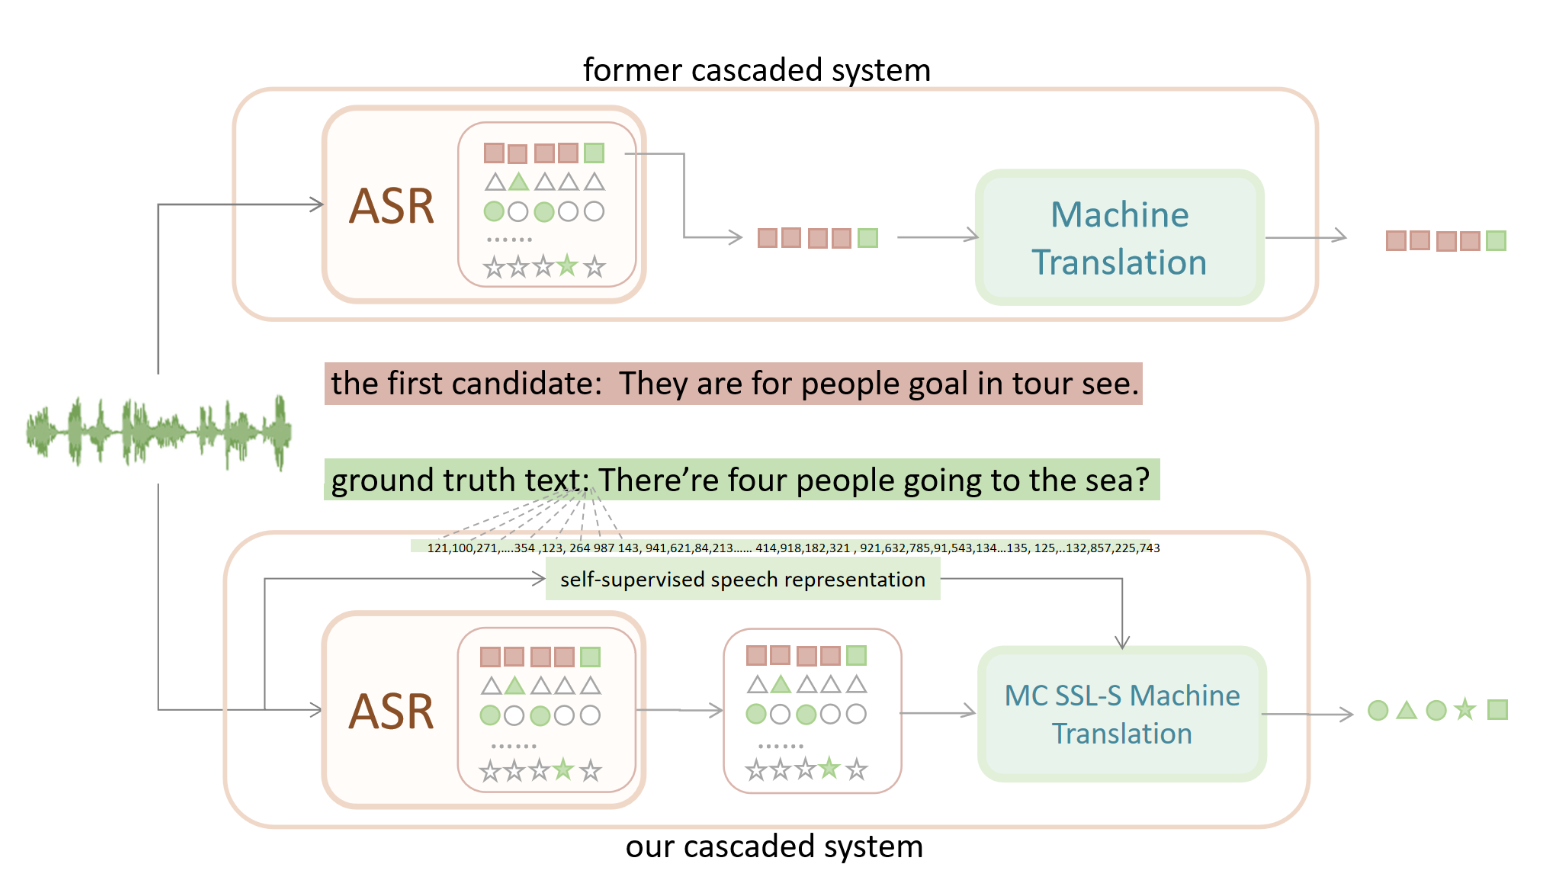 former cascaded system
ASR
......
Machine
Translation
the first candidate:  They are for people goal in tour see.
ground truth text: There’re four people going to the sea?
121,100,271,....354 ,123, 264 987 143, 941,621,84,213...... 414,918,182,321 , 921,632,785,91,543,134...135, 125,..132,857,225,743
self-supervised speech representation
ASR
......
......
MC SSL-S Machine
Translation
our cascaded system